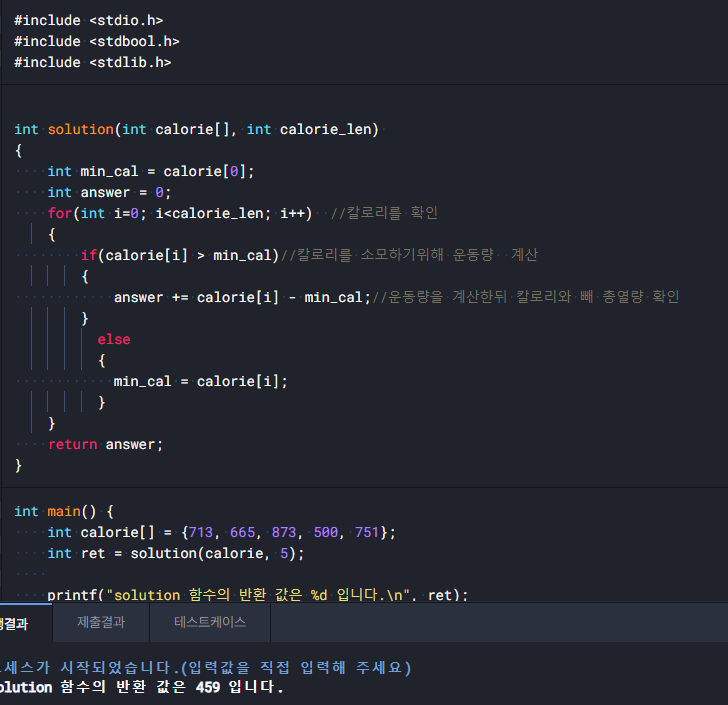 #include <stdio.h>
#include <stdbool.h>
#include <stdlib.h>
int solution(int calorie[], int calorie_len)
{
int min_cal = calorie[0];
int answer = 0;
for(int i=0; i<calorie_len; i++) //칼로리를 확인
{
if(calorie[i] > min_cal)//칼로리를 소모하기위해 운동량 계산
{
answer += calorie[i] - min_cal;//운동량을 계산한뒤 칼로리와 빼 총열량 확인
}
else
{
min_cal = calorie[i];
}
}
return answer;
}
int main() {
int calorie[] = {713, 665, 873, 500, 751};
int ret = solution(calorie, 5);
printf("solution 함수의 반환 값은 %d 입니다.\n", ret);
행결과 제출결과 테스트케이스
세스가 시작되었습니다.(입력값을 직접 입력해 주세요)
olution 함수의 반환 값은 459 입니다.